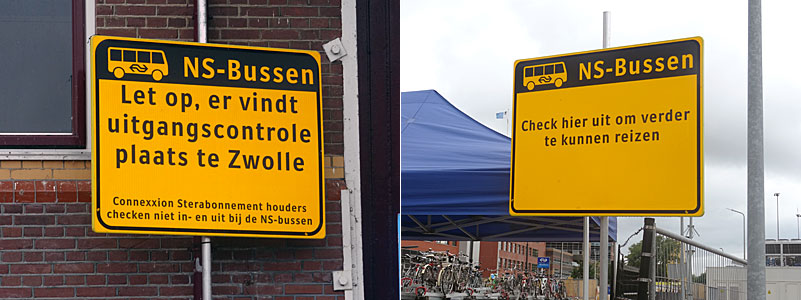 NS-Bussen
Let op, er vindt
uitgangscontrole
plaats te Zwolle
Connexxion Sterabonnement houders
checken niet in- en uit bij de NS-bussen
NS-Bussen
Check hier uit om verder
te kunnen reizen